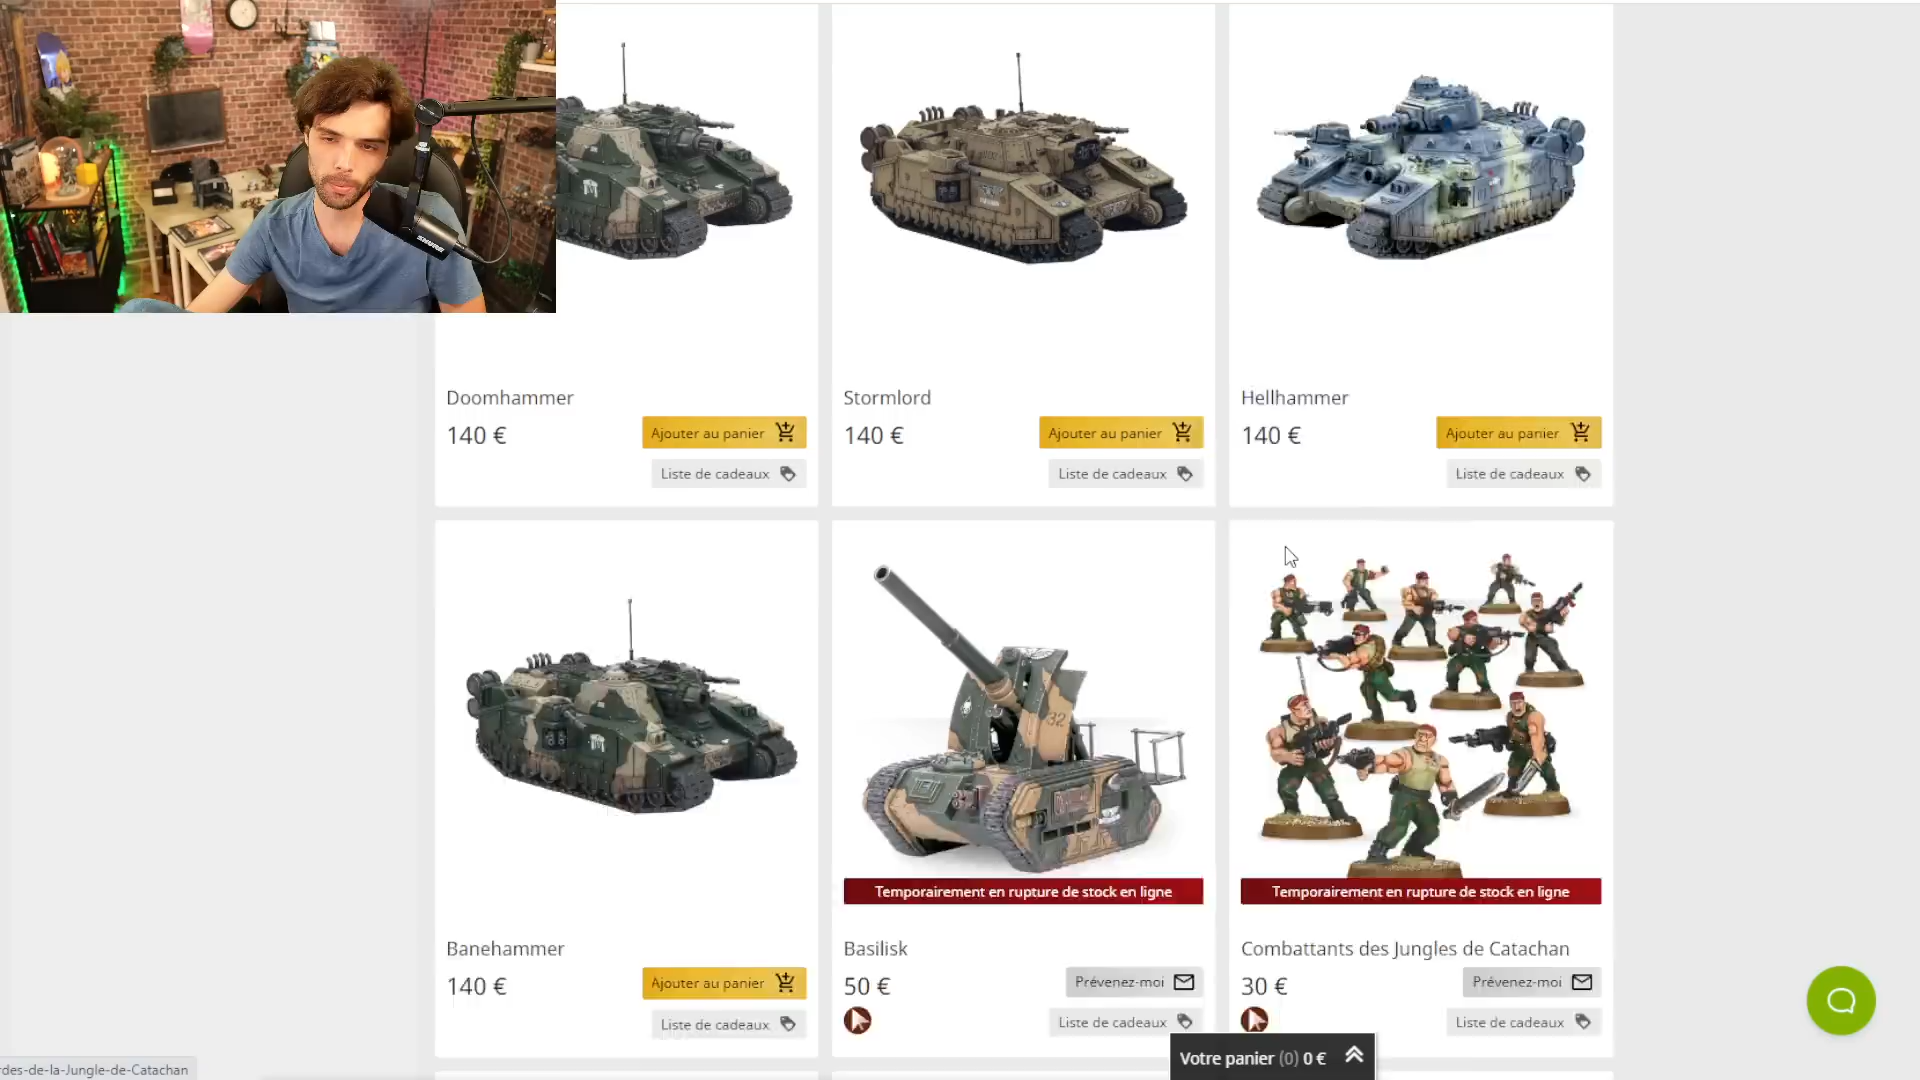 SHURE
Doomhammer
140 €
Ajouter au panier
Liste de cadeaux
Stormlord
140 €
Ajouter au panier
Liste de cadeaux
Hellhammer
140 €
Ajouter au panier
Liste de cadeaux
32
Temporairement en rupture de stock en ligne
Temporairement en rupture de stock en ligne
Banehammer
140 €
Ajouter au panier
Liste de cadeaux
Basilisk
50 €
Prévenez-moi
Liste de cadeaux
Combattants des Jungles de Catachan
30 €
Prévenez-moi
Liste de cadeaux
Votre panier (0) 0 €
rdes-de-la-Jungle-de-Catachan